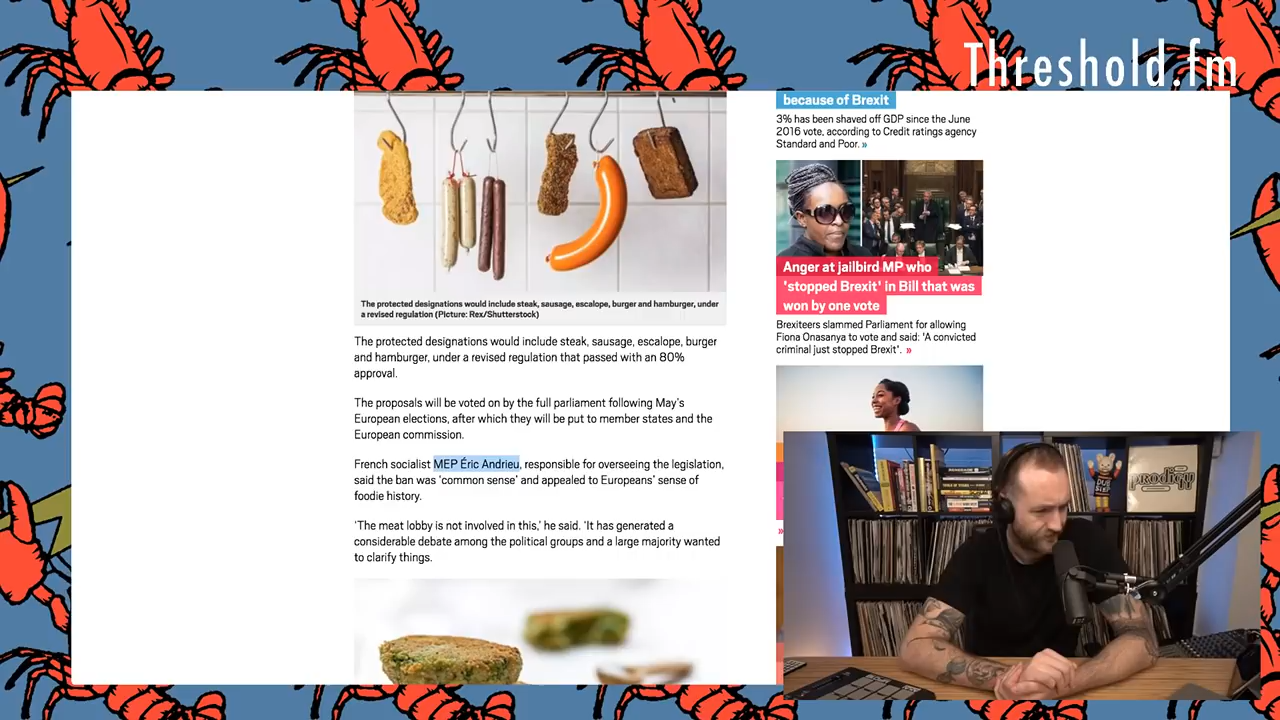 Threshold.fm
The protected designations would include steak, sausage, escalope, burger and hamburger, under
a revised regulation (Picture: Rex/Shutterstock)
The protected designations would include steak, sausage, escalope, burger
and hamburger, under a revised regulation that passed with an 80%
approval.
The proposals will be voted on by the full parliament following May's
European elections, after which they will be put to member states and the
European commission.
French socialist MEP Éric Andrieu, responsible for overseeing the legislation,
said the ban was 'common sense' and appealed to Europeans' sense of
foodie history.
'The meat lobby is not involved in this,' he said. 'It has generated a
considerable debate among the political groups and a large majority wanted
to clarify things.
because of Brexit
3% has been shaved off GDP since the June
2016 vote, according to Credit ratings agency
Standard and Poor. »
Anger at jailbird MP who
'stopped Brexit' in Bill that was
won by one vote
Brexiteers slammed Parliament for allowing
Fiona Onasanya to vote and said: 'A convicted
criminal just stopped Brexit'. »
»
RENEGADE
DUB
STEP
prodigy